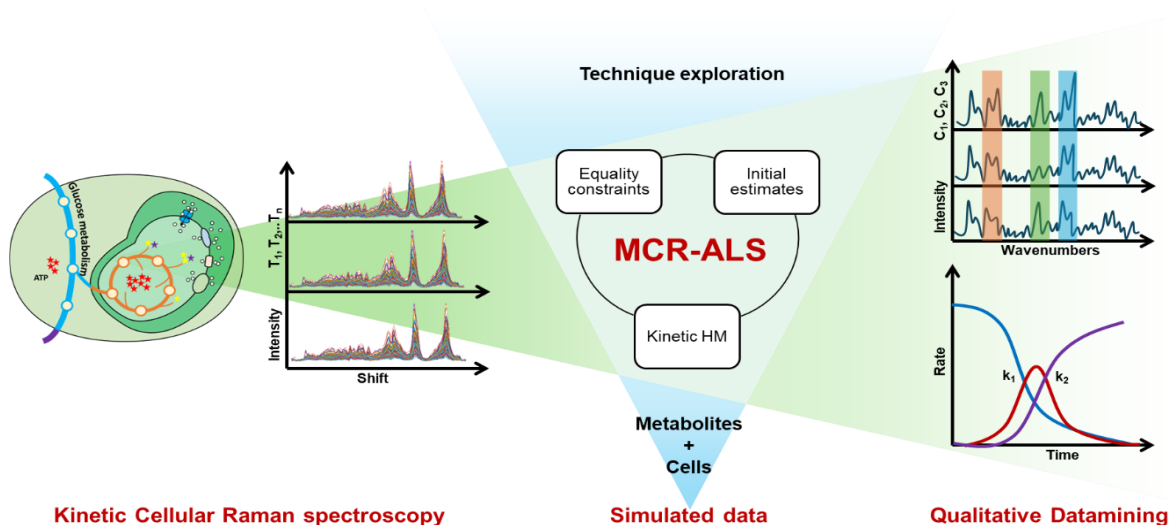 Technique exploration
Glucose metabolism
ATP
T1, T2,...Tn
Intensity
Shift
Equality
constraints
Initial
estimates
MCR-ALS
Kinetic HM
Metabolites
+
Cells
C1, C2, C3
Intensity
Wavenumbers
Rate
k1
k2
Time
Kinetic Cellular Raman spectroscopy
Simulated data
Qualitative Datamining